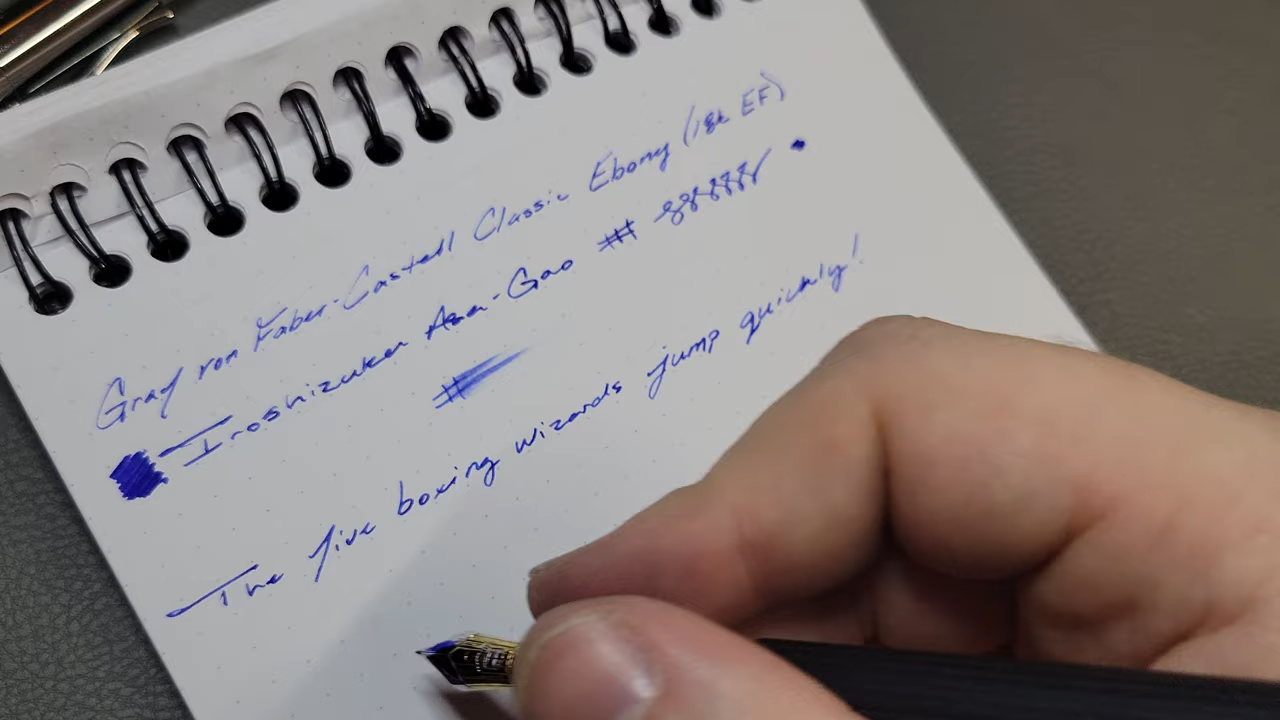 Graf von Faber-Castell Classic Ebony (18k EF)
Iroshizuku Asa-Gao
The five boxing wizards jump quickly!